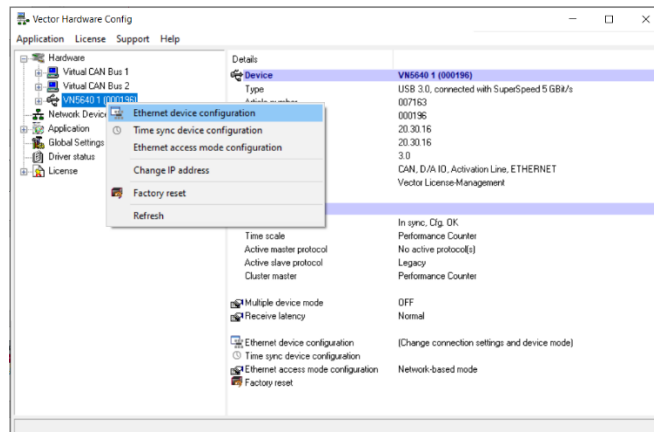 Vector Hardware Config
Application License Support Help
Hardware
Virtual CAN Bus 1
Virtual CAN Bus 2
VN5640 1 (000196)
Network Device
Application
Global Settings
Driver status
License
Ethernet device configuration
Time sync device configuration
Ethernet access mode configuration
Change IP address
Factory reset
Refresh
Details
Device VN5640 1 (000196)
Type USB 3.0, connected with SuperSpeed 5 GBit/s
Article number 007163
000196
20.30.16
20.30.16
3.0
CAN, D/A IO, Activation Line, ETHERNET
Vector License-Management
In sync, Cfg. OK
Time scale Performance Counter
Active master protocol No active protocol(s)
Active slave protocol Legacy
Cluster master Performance Counter
Multiple device mode OFF
Receive latency Normal
Ethernet device configuration (Change connection settings and device mode)
Time sync device configuration
Ethernet access mode configuration Network-based mode
Factory reset